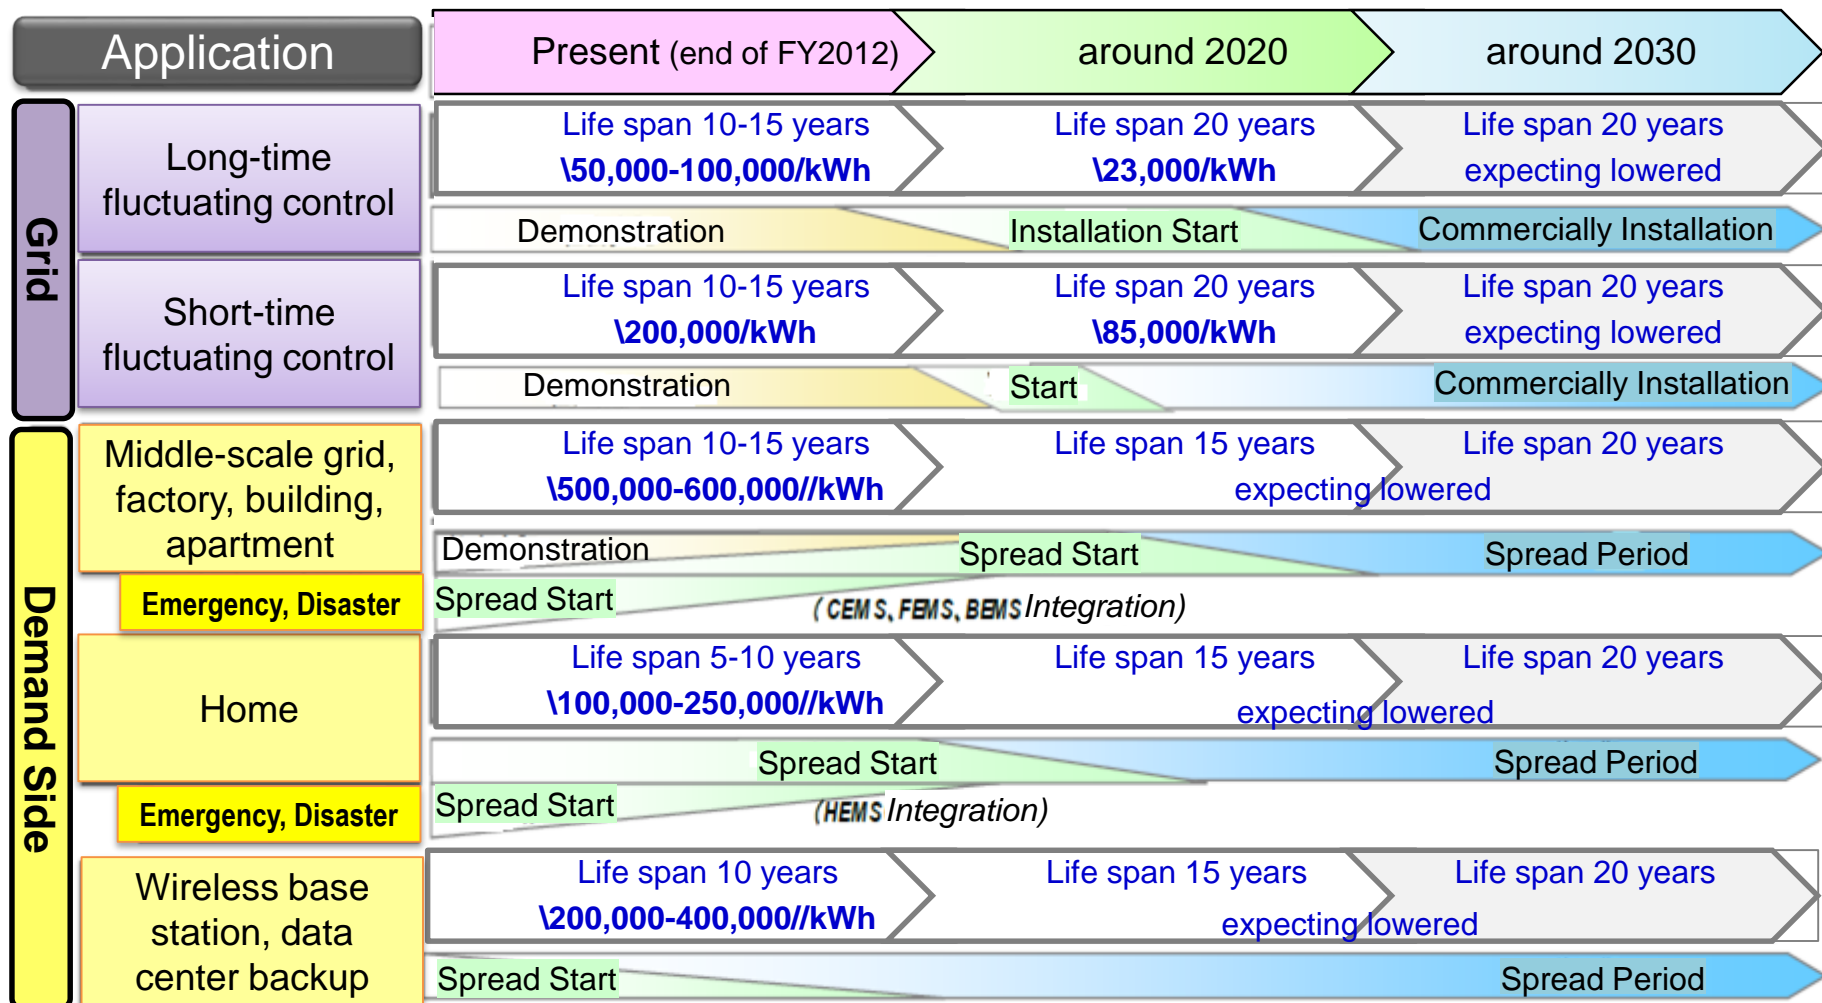 Application
Present (end of FY2012)
around 2020
around 2030
Grid
Long-time
fluctuating control
Life span 10-15 years
\50,000-100,000/kWh
Life span 20 years
\23,000/kWh
Life span 20 years
expecting lowered
Demonstration
Installation Start
Commercially Installation
Short-time
fluctuating control
Life span 10-15 years
\200,000/kWh
Life span 20 years
\85,000/kWh
Life span 20 years
expecting lowered
Demonstration
Start
Commercially Installation
Demand Side
Middle-scale grid,
factory, building,
apartment
Life span 10-15 years
\500,000-600,000//kWh
Life span 15 years
Life span 20 years
expecting lowered
Demonstration
Spread Start
Spread Period
Emergency, Disaster
Spread Start
(CEMS, FEMS, BEMS Integration)
Home
Life span 5-10 years
\100,000-250,000//kWh
Life span 15 years
Life span 20 years
expecting lowered
Spread Start
Spread Period
Emergency, Disaster
Spread Start
(HEMS Integration)
Wireless base
station, data
center backup
Life span 10 years
\200,000-400,000//kWh
Life span 15 years
Life span 20 years
expecting lowered
Spread Start
Spread Period